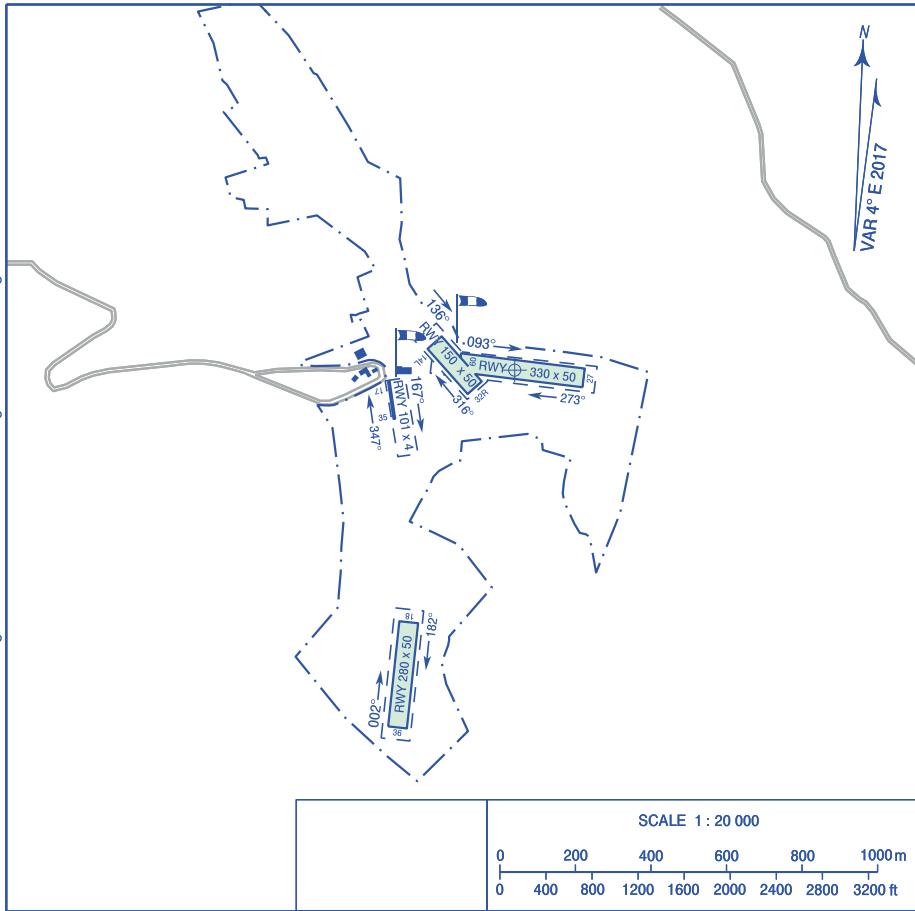 N
VAR 4° E 2017
136°
RWY 150 x 50
14L
32R
316°
.093°
09
RWY 330 x 50
27
273°
17
RWY 101 x 4
35
167°
347°
18
182°
RWY 280 x 50
002°
36
SCALE 1 : 20 000
0 200 400 600 800 1000 m
0 400 800 1200 1600 2000 2400 2800 3200 ft